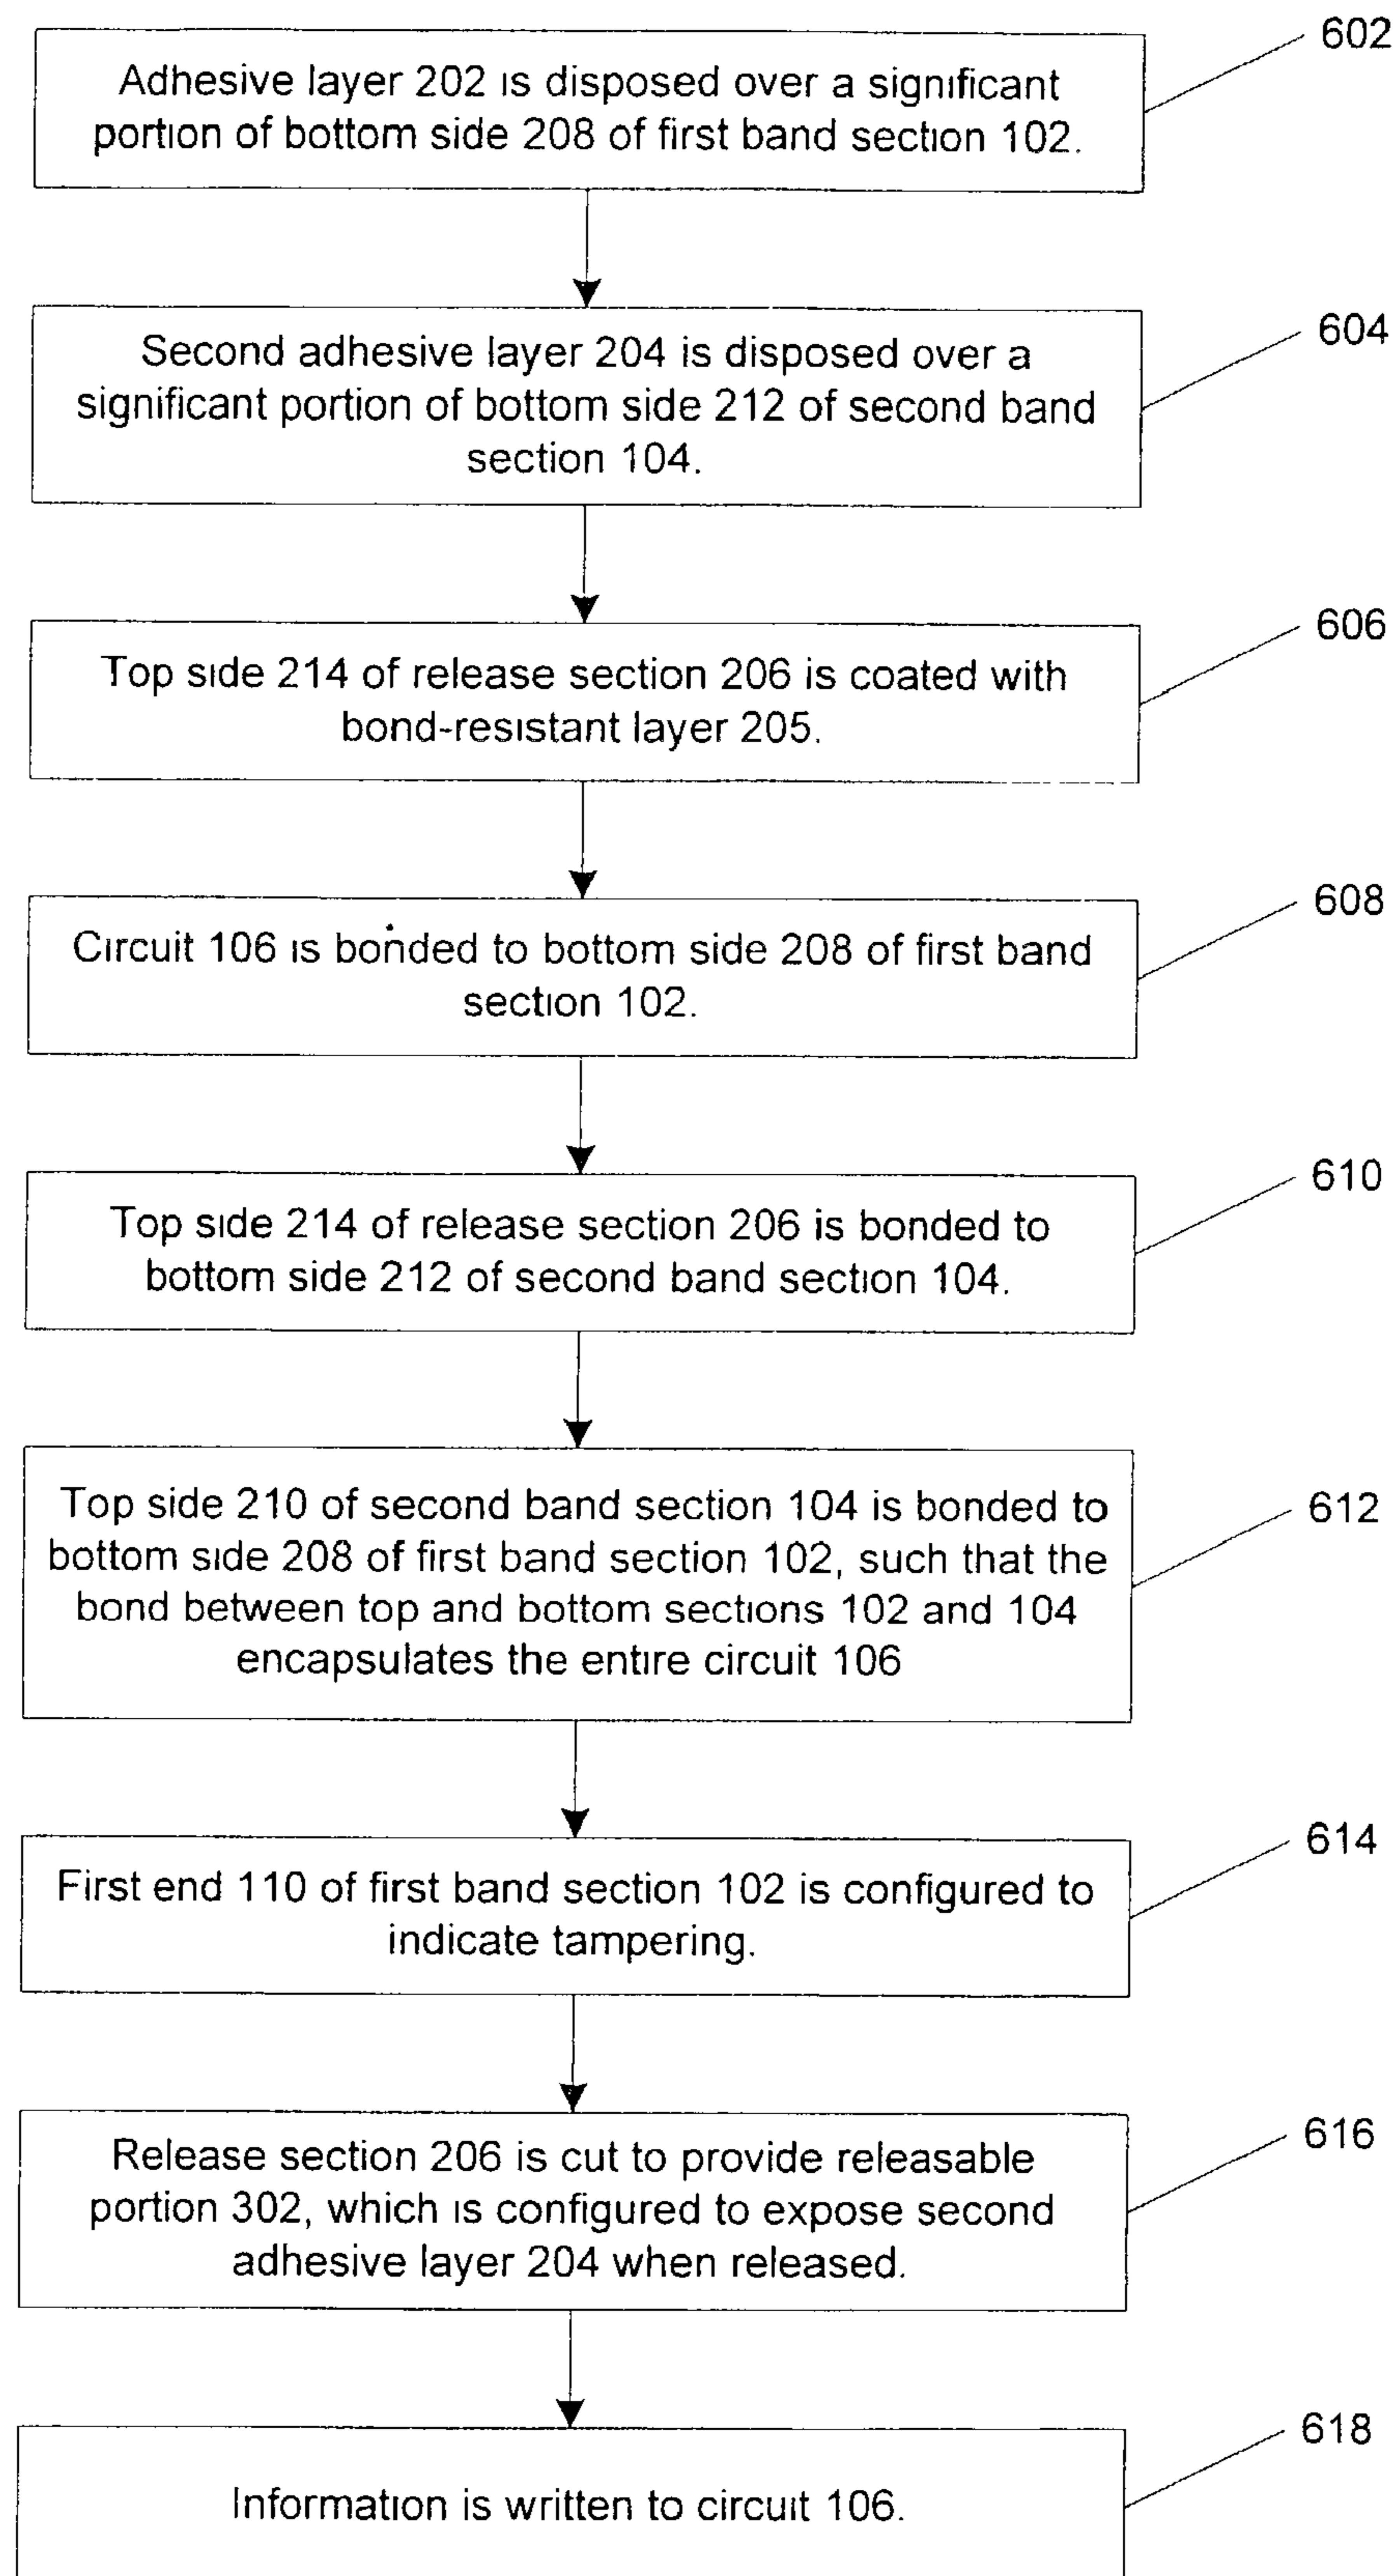 602
Adhesive layer 202 is disposed over a significant
portion of bottom side 208 of first band section 102.
604
Second adhesive layer 204 is disposed over a
significant portion of bottom side 212 of second band
section 104.
606
Top side 214 of release section 206 is coated with
bond-resistant layer 205.
608
Circuit 106 is bonded to bottom side 208 of first band
section 102.
610
Top side 214 of release section 206 is bonded to
bottom side 212 of second band section 104.
612
Top side 210 of second band section 104 is bonded to
bottom side 208 of first band section 102, such that the
bond between top and bottom sections 102 and 104
encapsulates the entire circuit 106
614
First end 110 of first band section 102 is configured to
indicate tampering.
616
Release section 206 is cut to provide releasable
portion 302, which is configured to expose second
adhesive layer 204 when released.
618
Information is written to circuit 106.